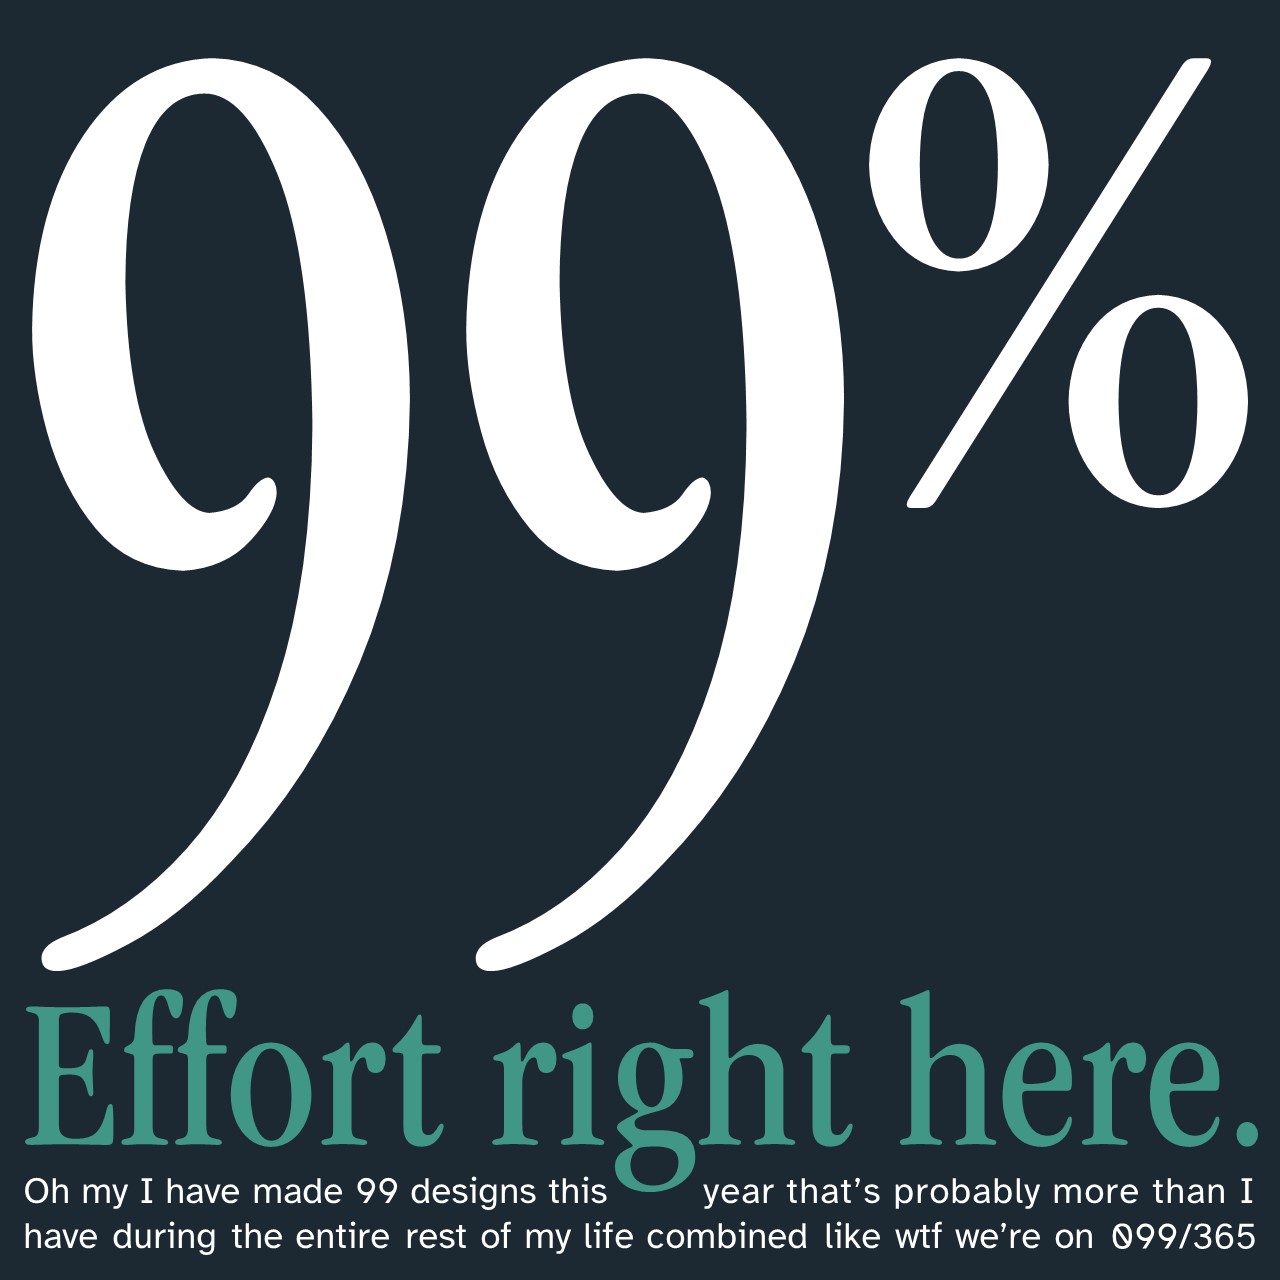 99%
Effort right here.
Oh my I have made 99 designs this year that’s probably more than I
have during the entire rest of my life combined like wtf we’re on 099/365